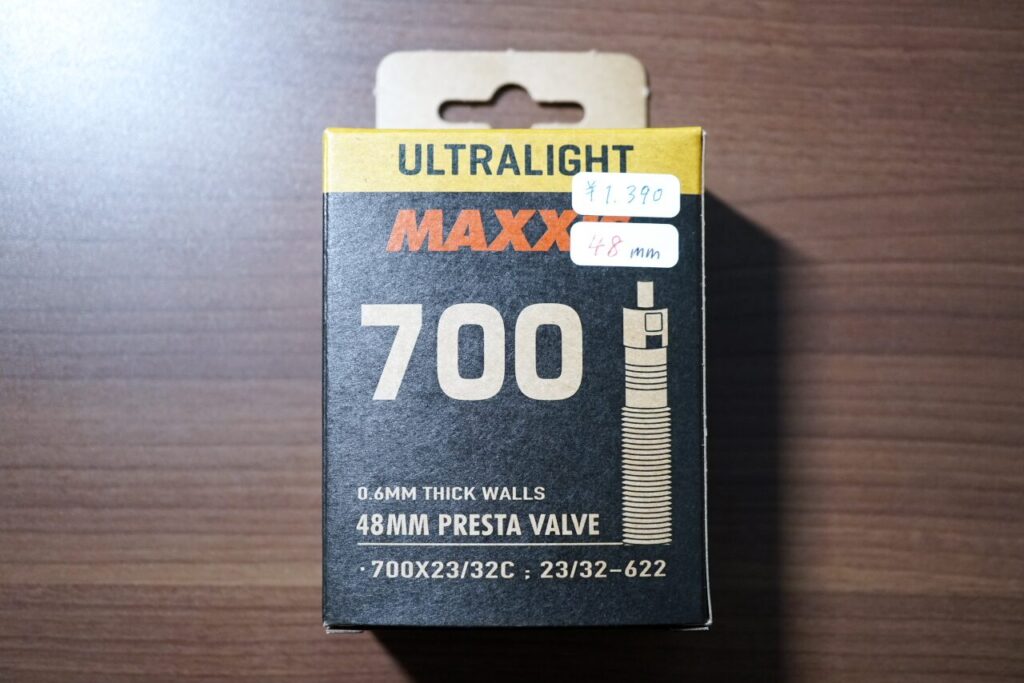 ULTRALIGHT
¥1.390
MAXX
48 mm
700
0.6MM THICK WALLS
48MM PRESTA VALVE
·700X23/32C ; 23/32-622